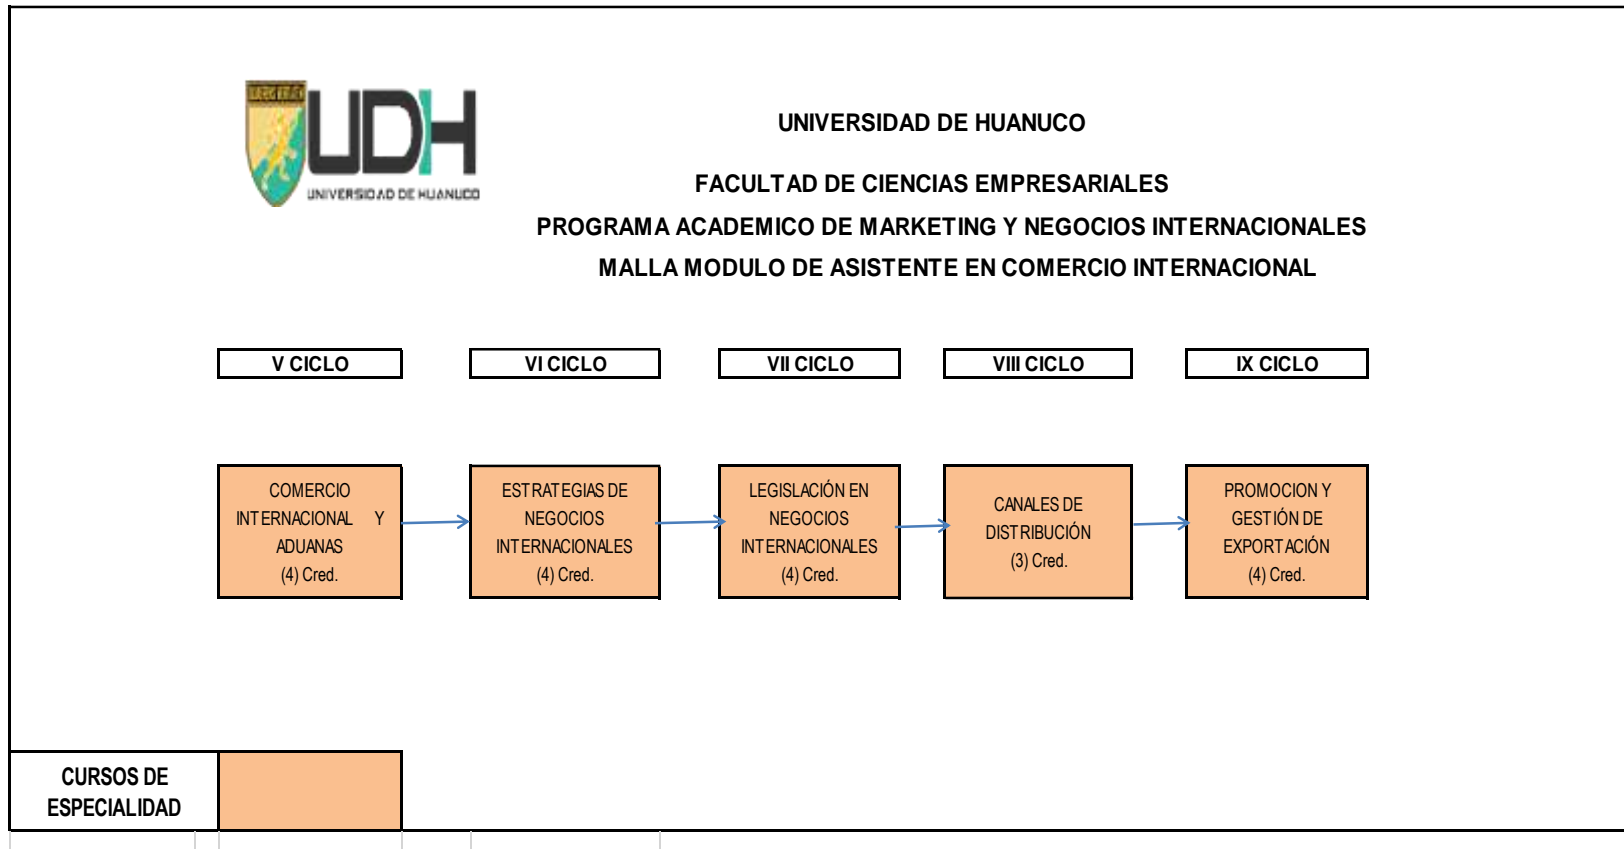 UDH
UNIVERSIDAD DE HUANUCO
UNIVERSIDAD DE HUANUCO
FACULTAD DE CIENCIAS EMPRESARIALES
PROGRAMA ACADEMICO DE MARKETING Y NEGOCIOS INTERNACIONALES
MALLA MODULO DE ASISTENTE EN COMERCIO INTERNACIONAL
V CICLO
VI CICLO
VII CICLO
VIII CICLO
IX CICLO
COMERCIO
INTERNACIONAL Y
ADUANAS
(4) Cred.
ESTRATEGIAS DE
NEGOCIOS
INTERNACIONALES
(4) Cred.
LEGISLACIÓN EN
NEGOCIOS
INTERNACIONALES
(4) Cred.
CANALES DE
DISTRIBUCIÓN
(3) Cred.
PROMOCION Y
GESTIÓN DE
EXPORTACIÓN
(4) Cred.
CURSOS DE
ESPECIALIDAD